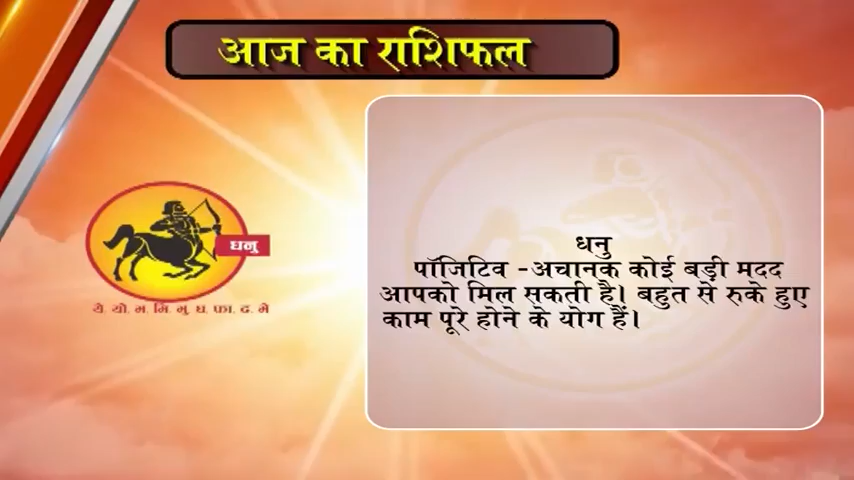 आज का राशिफल
धनु
पॉजिटिव -अचानक कोई बड़ी मदद
आपको मिल सकती है। बहुत से रुके हुए
काम पूरे होने के योग हैं।
धनु
ये. यो. भ. भि. भु. ध. फा. ढ. भे